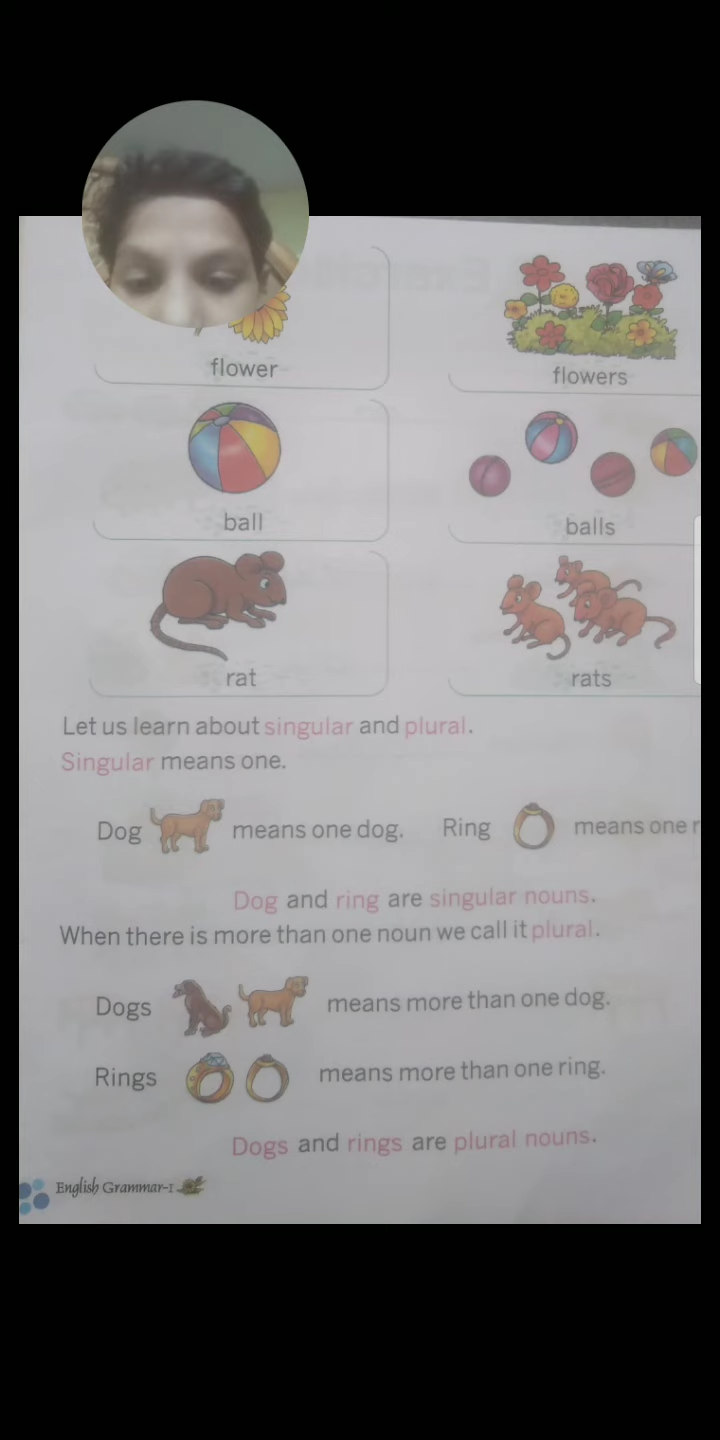 flower
flowers
ball
balls
rat
rats
Let us learn about singular and plural.
Singular means one.
Dog means one dog. Ring means one r
Dog and ring are singular nouns.
When there is more than one noun we call it plural.
Dogs means more than one dog.
Rings means more than one ring.
Dogs and rings are plural nouns.
English Grammar-1